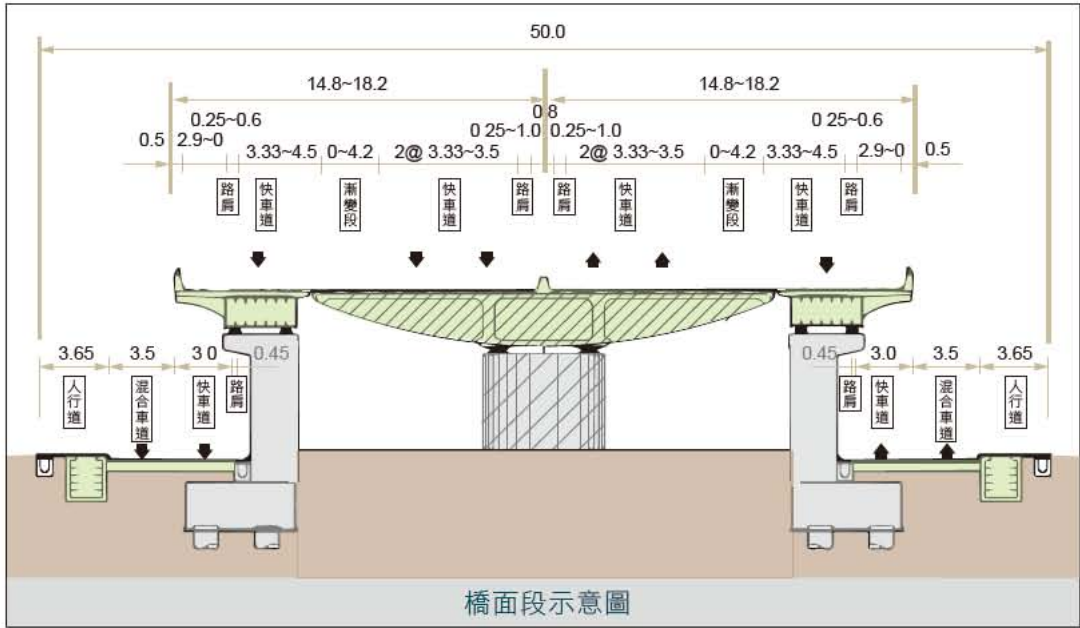 50.0
14.8~18.2 14.8~18.2
0.8
0.25~0.6 0 25~1.0 0.25~1.0 0 25~0.6
0.5 2.9~0 3.33~4.5 0~4.2 2@ 3.33~3.5 2@ 3.33~3.5 0~4.2 3.33~4.5 2.9~0 0.5
路肩 快車道 漸變段 快車道 路肩 路肩 快車道 漸變段 快車道 路肩
3.65 3.5 3.0 0.45 0.45 3.0 3.5 3.65
人行道 混合車道 快車道 路肩 路肩 快車道 混合車道 人行道
橋面段示意圖